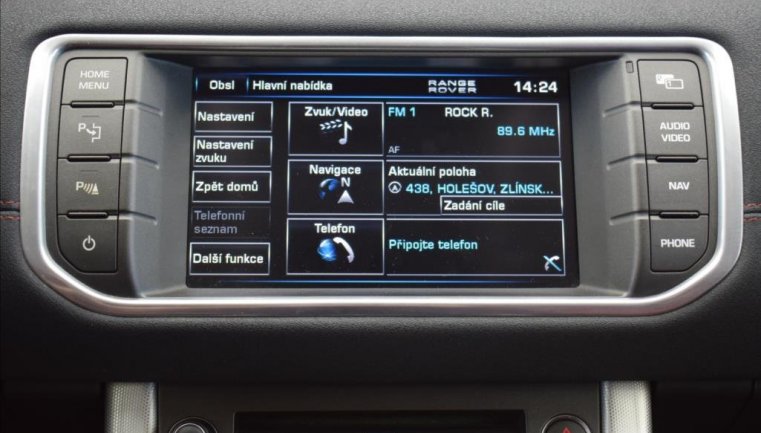 HOME
MENU
P
P
Obsl Hlavní nabídka RANGE ROVER 14:24
Nastavení
Nastavení
zvuku
Zpět domů
Telefonní
seznam
Další funkce
Zvuk/Video
Navigace
N
Telefon
FM 1 ROCK R.
89.6 MHz
AF
Aktuální poloha
438, HOLEŠOV, ZLÍNSK...
Zadání cíle
Připojte telefon
1
AUDIO
VIDEO
NAV
PHONE